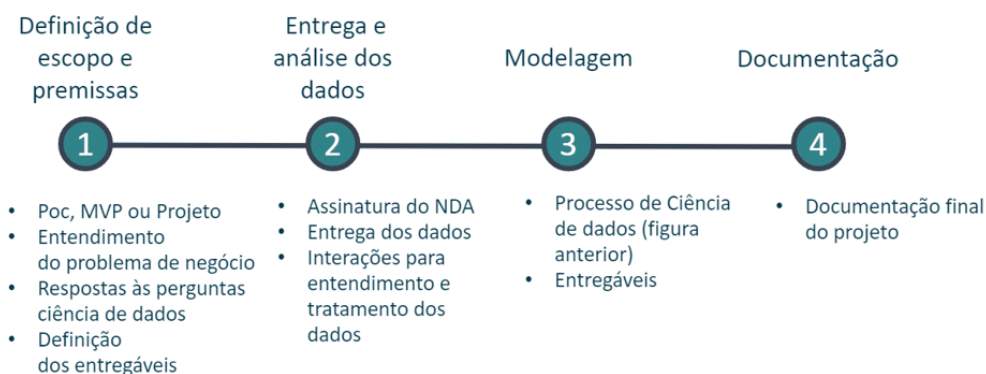 Definição de
escopo e
premissas
Entrega e
análise dos
dados
Modelagem
Documentação
1
2
3
4
• Poc, MVP ou Projeto
• Entendimento
do problema de negócio
• Respostas às perguntas
ciência de dados
• Definição
dos entregáveis
• Assinatura do NDA
• Entrega dos dados
• Interações para
entendimento e
tratamento dos
dados
• Processo de Ciência
de dados (figura
anterior)
• Entregáveis
• Documentação final
do projeto